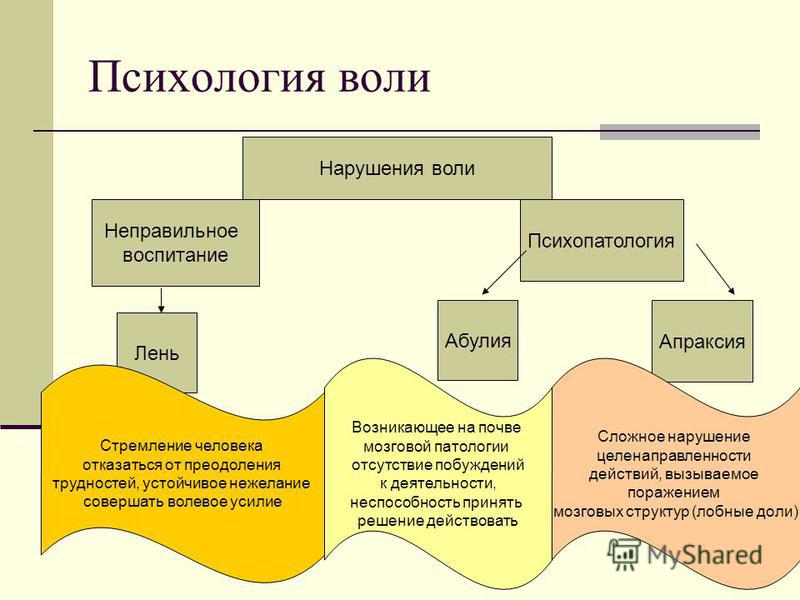 Психология воли
Нарушения воли
Неправильное
воспитание
Психопатология
Лень
Абулия
Апраксия
Стремление человека
отказаться от преодоления
трудностей, устойчивое нежелание
совершать волевое усилие
Возникающее на почве
мозговой патологии
отсутствие побуждений
к деятельности,
неспособность принять
решение действовать
Сложное нарушение
целенаправленности
действий, вызываемое
поражением
мозговых структур (лобные доли)
MyShared